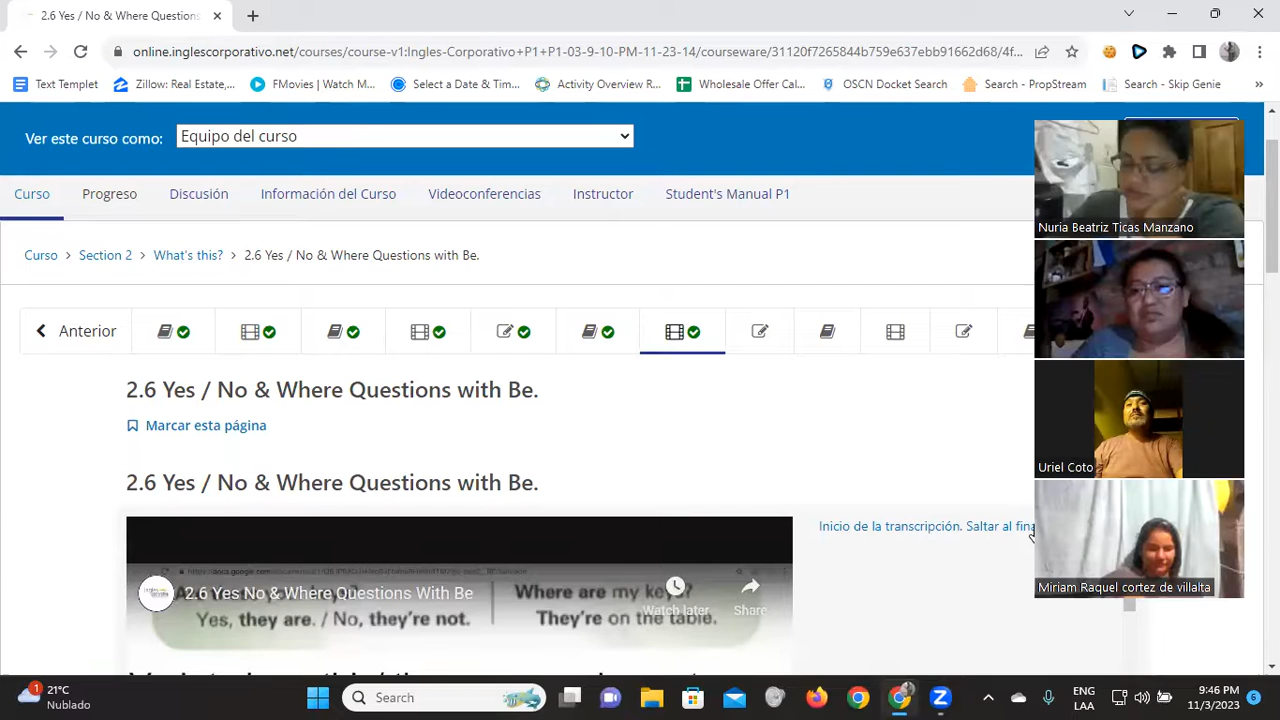 2.6 Yes / No & Where Questions
online.inglescorporativo.net/courses/course-v1:Ingles-Corporativo+P1+P1-03-9-10-PM-11-23-14/courseware/31120f7265844b759e637ebb91662d68/4f...
Text Templet Zillow: Real Estate,... FMovies | Watch M... Select a Date & Tim... Activity Overview R... Wholesale Offer Cal... OSCN Docket Search Search - PropStream Search - Skip Genie
Ver este curso como: Equipo del curso
Curso Progreso Discusión Información del Curso Videoconferencias Instructor Student's Manual P1
Nuria Beatriz Ticas Manzano
Curso > Section 2 > What's this? > 2.6 Yes / No & Where Questions with Be.
Anterior
2.6 Yes / No & Where Questions with Be.
Marcar esta página
Uriel Coto
2.6 Yes / No & Where Questions with Be.
Inicio de la transcripción. Saltar al fina
2.6 Yes No & Where Questions With Be
Where are my keys?
Watch later Share
Yes, they are. / No, they're not. They're on the table.
Miriam Raquel cortez de villalta
1 21°C
Nublado
Search
ENG
LAA
9:46 PM
11/3/2023
6